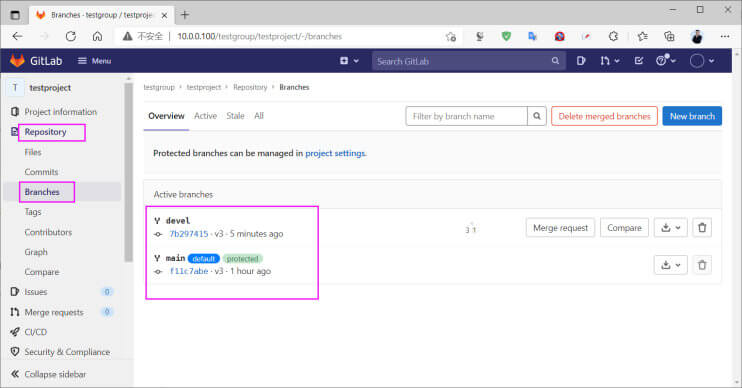 Branches · testgroup / testproject
不安全 | 10.0.0.100/testgroup/testproject/-/branches
GitLab Menu Search GitLab
T testproject
Project information
Repository
Files
Commits
Branches
Tags
Contributors
Graph
Compare
Issues 0
Merge requests 0
CI/CD
Security & Compliance
Collapse sidebar
testgroup > testproject > Repository > Branches
Overview Active Stale All Filter by branch name Delete merged branches New branch
Protected branches can be managed in project settings.
Active branches
devel
7b297415 · v3 · 5 minutes ago
3 1 Merge request Compare
main default protected
f11c7abe · v3 · 1 hour ago